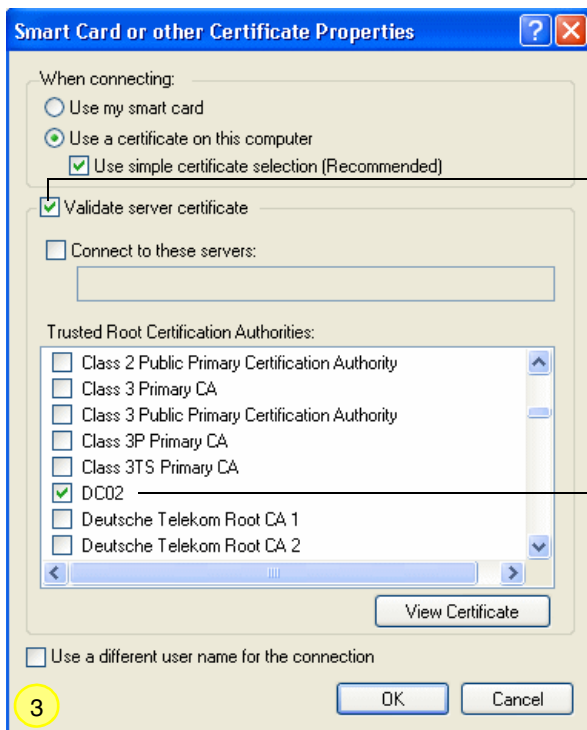 Smart Card or other Certificate Properties
When connecting:
Use my smart card
Use a certificate on this computer
Use simple certificate selection (Recommended)
Validate server certificate
Connect to these servers:
Trusted Root Certification Authorities:
Class 2 Public Primary Certification Authority
Class 3 Primary CA
Class 3 Public Primary Certification Authority
Class 3P Primary CA
Class 3TS Primary CA
DC02
Deutsche Telekom Root CA 1
Deutsche Telekom Root CA 2
View Certificate
Use a different user name for the connection
3
OK Cancel